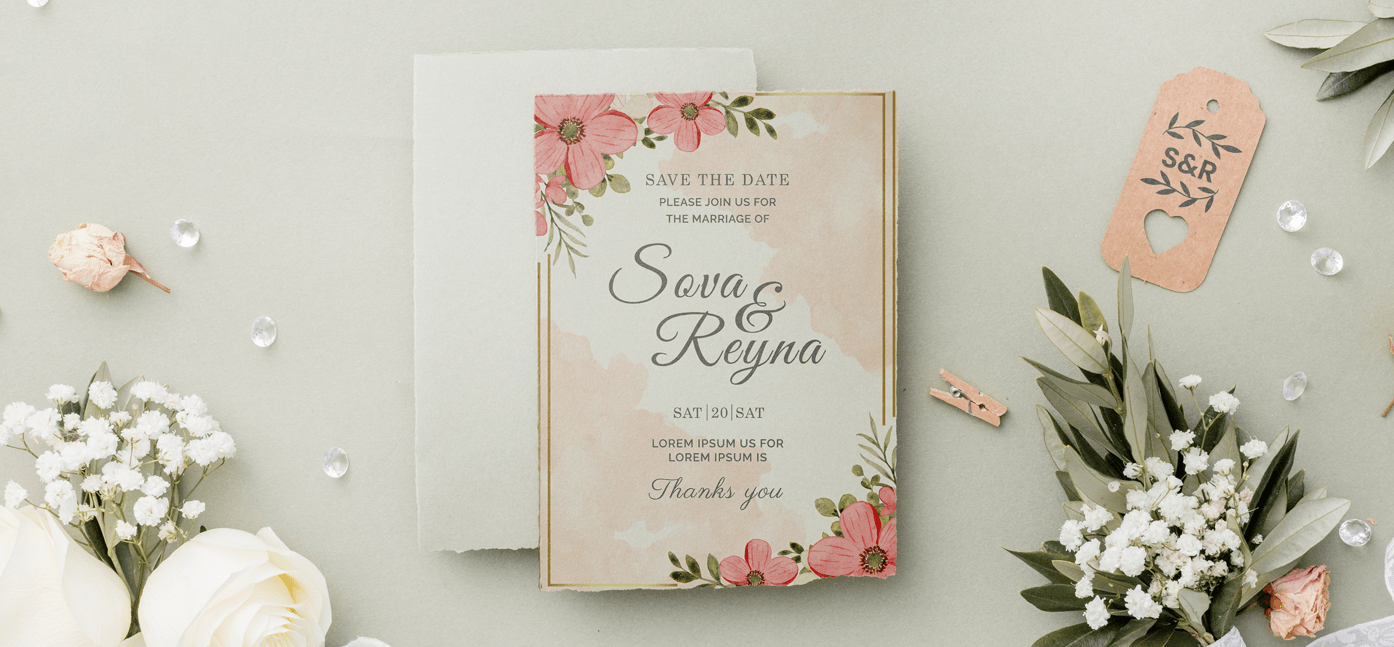 SAVE THE DATE
PLEASE JOIN US FOR
THE MARRIAGE OF
Sova
&
Reyna
SAT|20|SAT
LOREM IPSUM US FOR
LOREM IPSUM IS
Thanks you
S&R